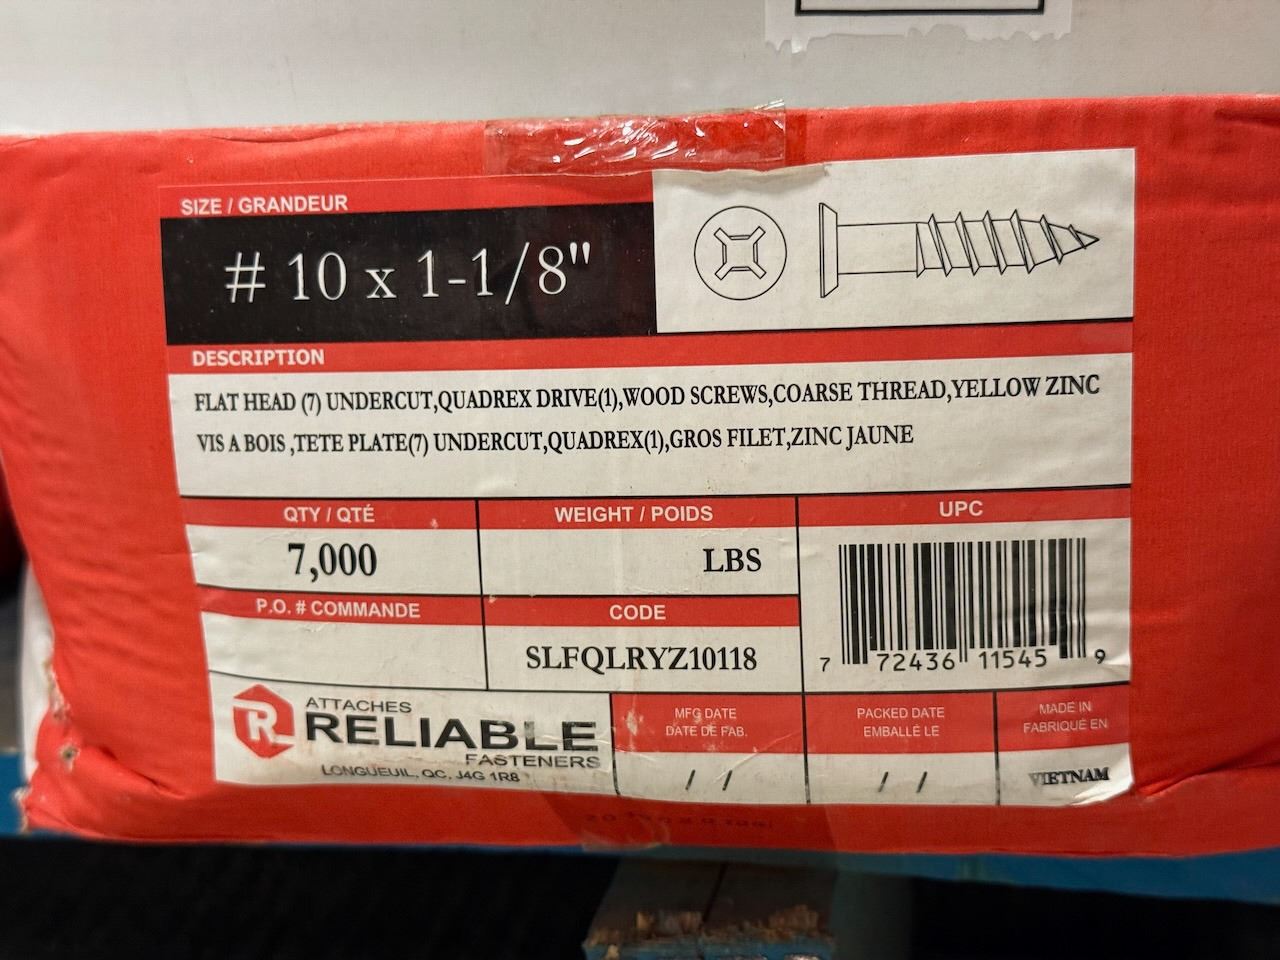 SIZE / GRANDEUR
# 10 x 1-1/8"
DESCRIPTION
FLAT HEAD (7) UNDERCUT,QUADREX DRIVE(1),WOOD SCREWS,COARSE THREAD,YELLOW ZINC
VIS A BOIS ,TETE PLATE(7) UNDERCUT,QUADREX(1),GROS FILET,ZINC JAUNE
QTY / QTÉ
7,000
WEIGHT / POIDS
LBS
UPC
7 72436 11545 9
P.O. # COMMANDE
CODE
SLFQLRYZ10118
R
ATTACHES
RELIABLE
FASTENERS
LONGUEUIL, QC, J4G 1R8
MFG DATE
DATE DE FAB.
/ /
PACKED DATE
EMBALLÉ LE
/ /
MADE IN
FABRIQUÉ EN
VIETNAM